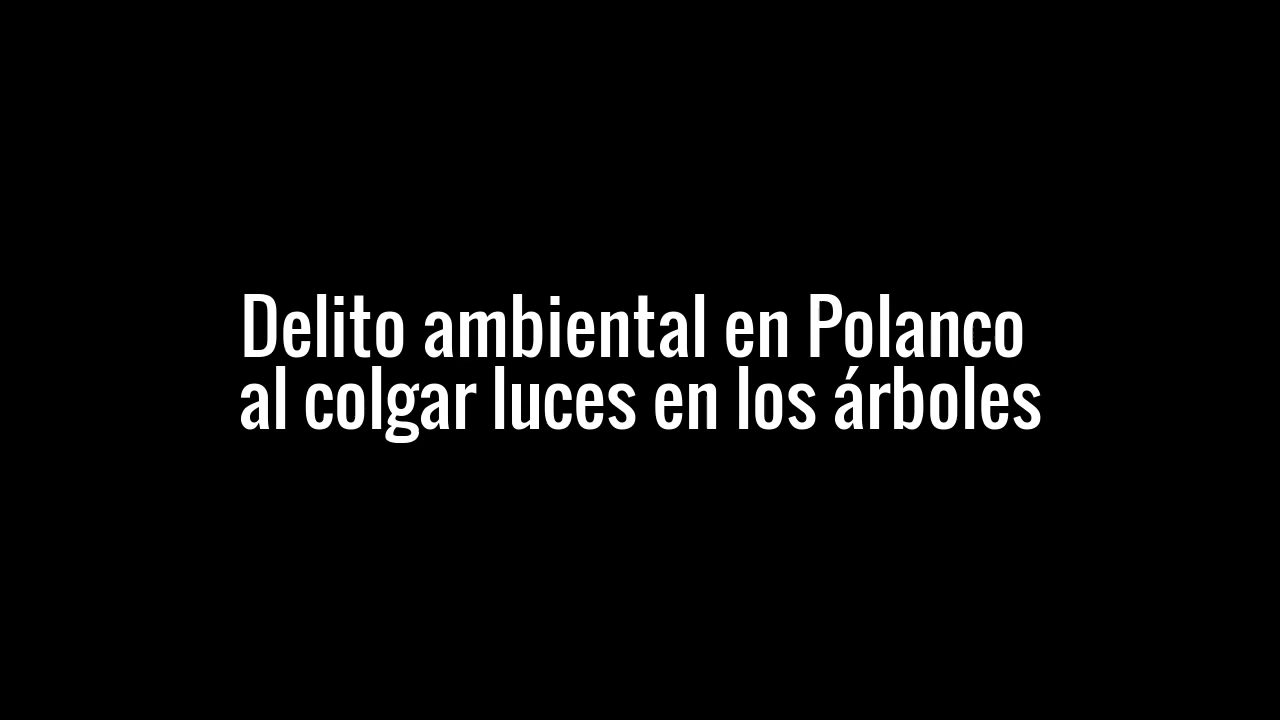 Delito ambiental en Polanco
al colgar luces en los árboles